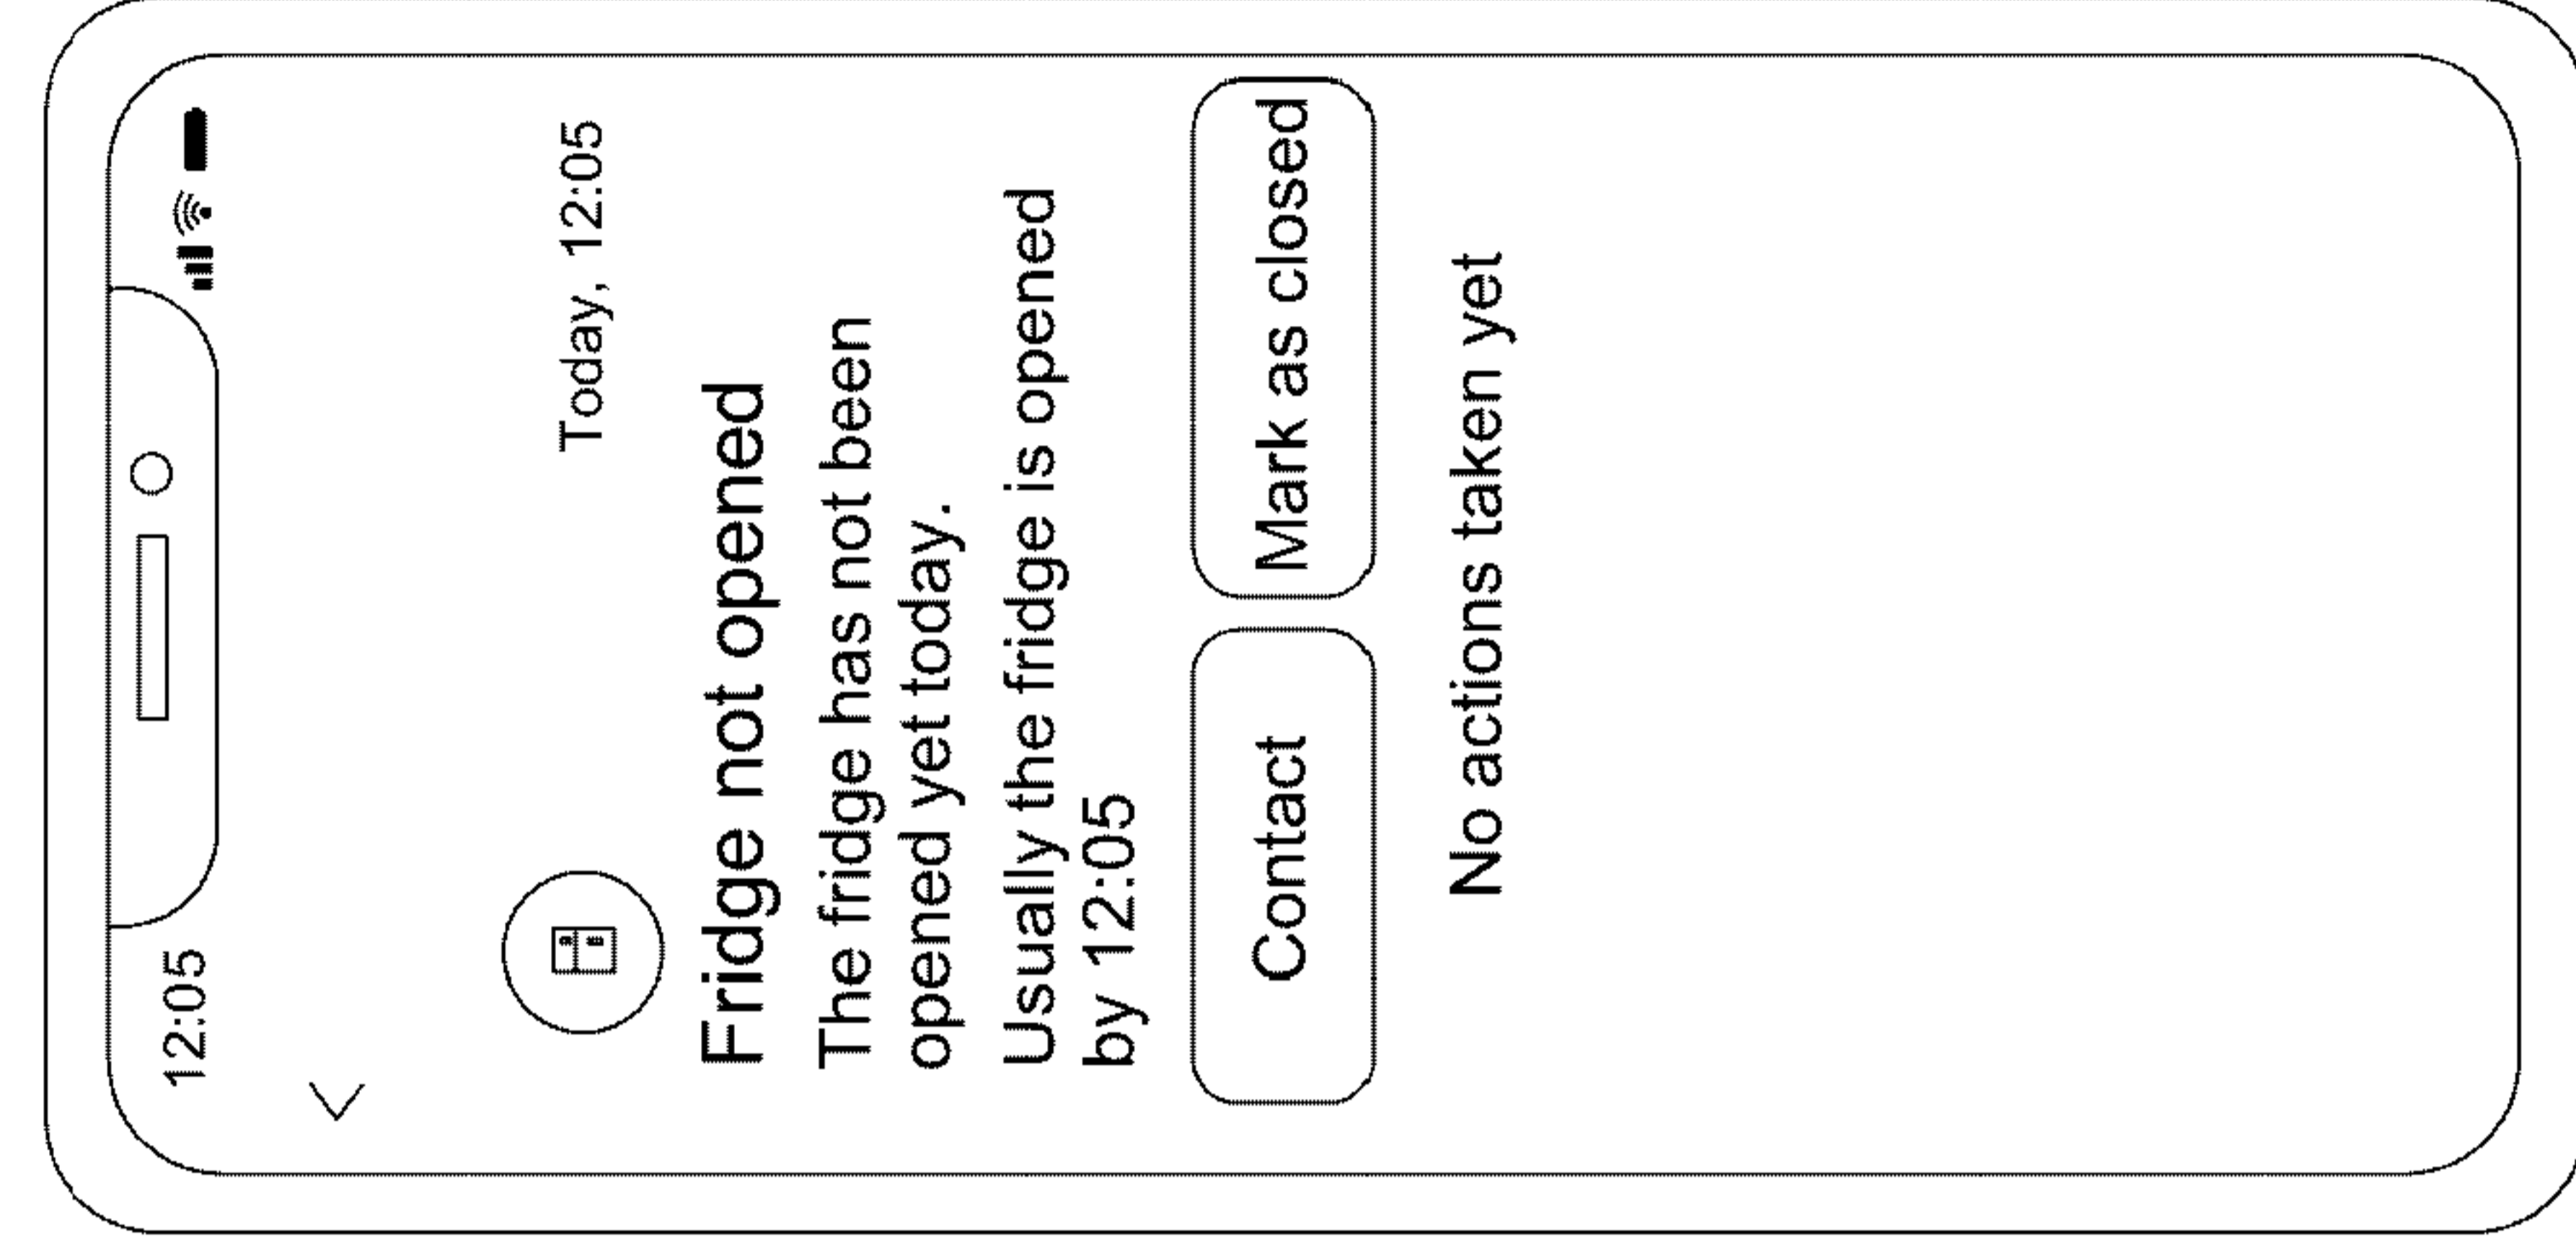 12:05
Today, 12:05
Fridge not opened
The fridge has not been
opened yet today.
Usually the fridge is opened
by 12:05
Contact
Mark as closed
No actions taken yet